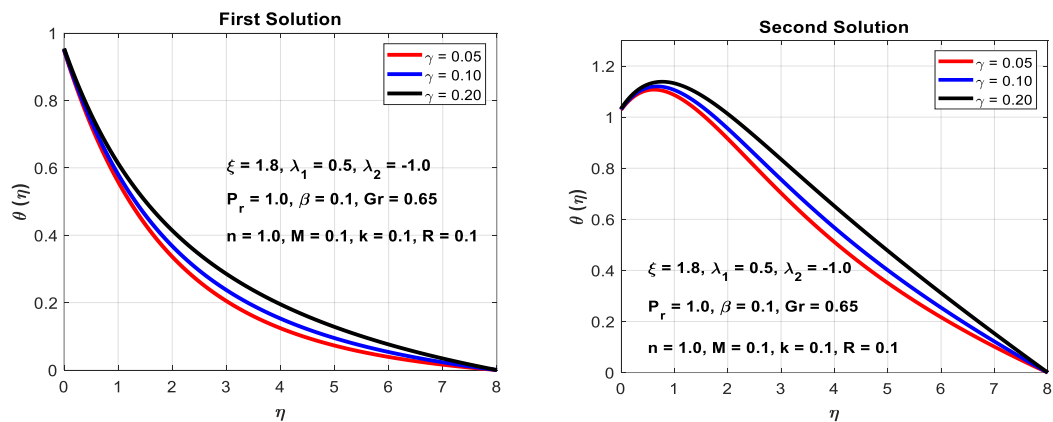 First Solution
1
0.8
0.6
0.4
0.2
0
0 1 2 3 4 5 6 7 8
θ (η)
η
γ = 0.05
γ = 0.10
γ = 0.20
ξ = 1.8, λ1 = 0.5, λ2 = -1.0
Pr = 1.0, β = 0.1, Gr = 0.65
n = 1.0, M = 0.1, k = 0.1, R = 0.1
Second Solution
1.2
1
0.8
0.6
0.4
0.2
0
0 1 2 3 4 5 6 7 8
θ (η)
η
γ = 0.05
γ = 0.10
γ = 0.20
ξ = 1.8, λ1 = 0.5, λ2 = -1.0
Pr = 1.0, β = 0.1, Gr = 0.65
n = 1.0, M = 0.1, k = 0.1, R = 0.1